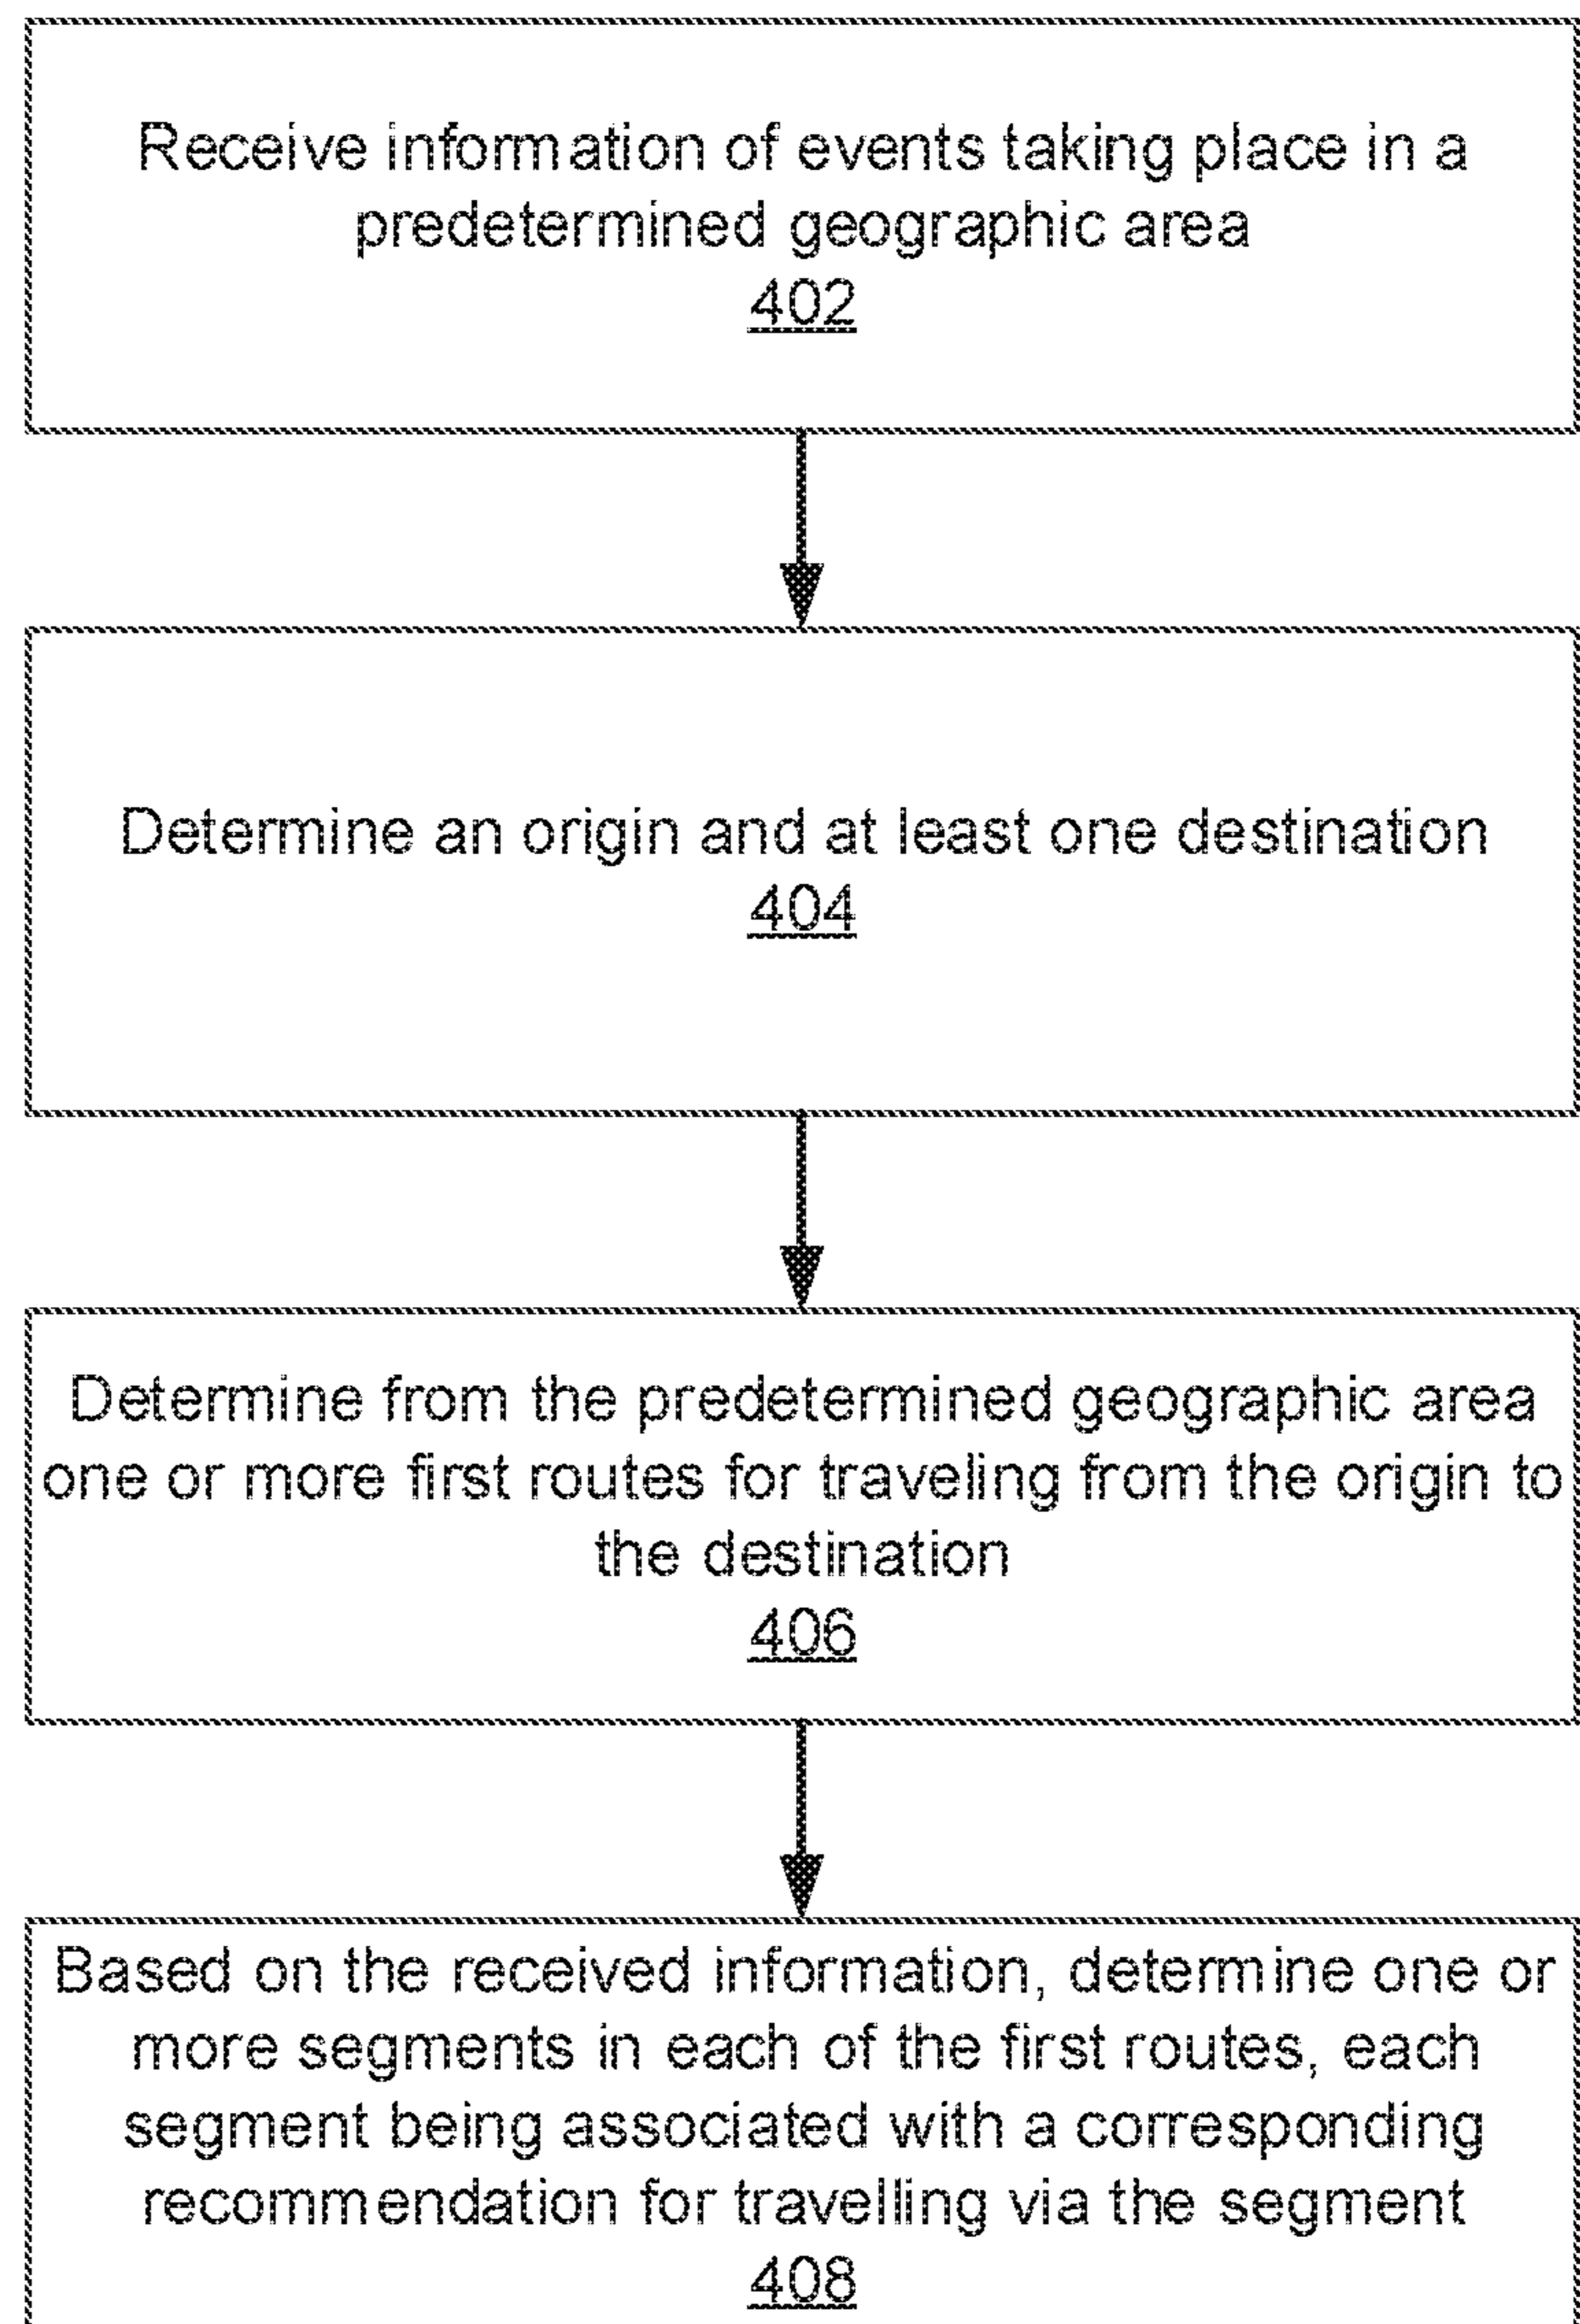 Receive information of events taking place in a
predetermined geographic area
402
Determine an origin and at least one destination
404
Determine from the predetermined geographic area
one or more first routes for traveling from the origin to
the destination
406
Based on the received information, determine one or
more segments in each of the first routes, each
segment being associated with a corresponding
recommendation for travelling via the segment
408